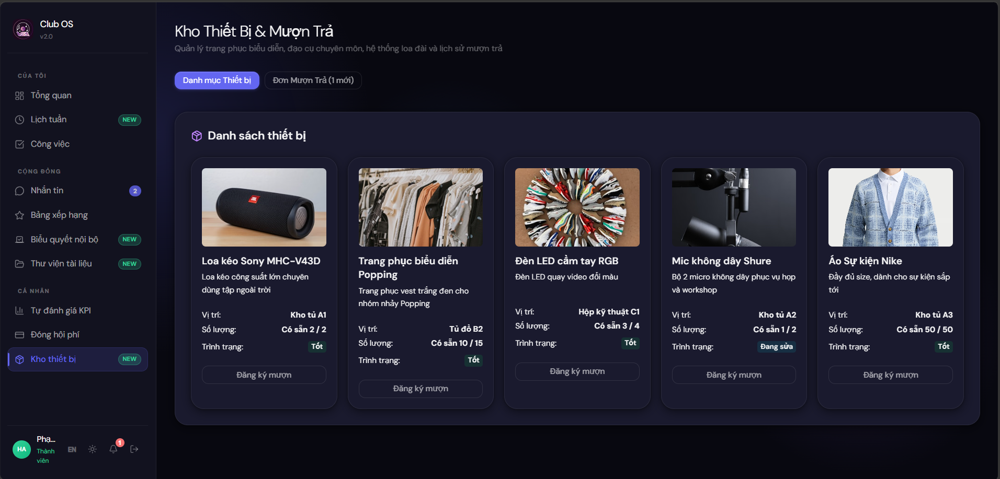 Club OS
v2.0
CỦA TÔI
Tổng quan
Lịch tuần
NEW
Công việc
CỘNG ĐỒNG
Nhắn tin
2
Bảng xếp hạng
Biểu quyết nội bộ
NEW
Thư viện tài liệu
NEW
CÁ NHÂN
Tự đánh giá KPI
Đóng hội phí
Kho thiết bị
NEW
HA
Phạ...
Thành
viên
EN
1
Kho Thiết Bị & Mượn Trả
Quản lý trang phục biểu diễn, đạo cụ chuyên môn, hệ thống loa đài và lịch sử mượn trả
Danh mục Thiết bị
Đơn Mượn Trả (1 mới)
Danh sách thiết bị
JBL
Loa kéo Sony MHC-V43D
Loa kéo công suất lớn chuyên
dùng tập ngoài trời
Vị trí: Kho tủ A1
Số lượng: Có sẵn 2 / 2
Trình trạng: Tốt
Đăng ký mượn
Trang phục biểu diễn
Popping
Trang phục vest trắng đen cho
nhóm nhảy Popping
Vị trí: Tủ đồ B2
Số lượng: Có sẵn 10 / 15
Trình trạng: Tốt
Đăng ký mượn
Đèn LED cầm tay RGB
Đèn LED quay video đổi màu
Vị trí: Hộp kỹ thuật C1
Số lượng: Có sẵn 3 / 4
Trình trạng: Tốt
Đăng ký mượn
Mic không dây Shure
Bộ 2 micro không dây phục vụ họp
và workshop
Vị trí: Kho tủ A2
Số lượng: Có sẵn 1 / 2
Trình trạng: Đang sửa
Đăng ký mượn
Áo Sự kiện Nike
Đầy đủ size, dành cho sự kiện sắp
tới
Vị trí: Kho tủ A3
Số lượng: Có sẵn 50 / 50
Trình trạng: Tốt
Đăng ký mượn